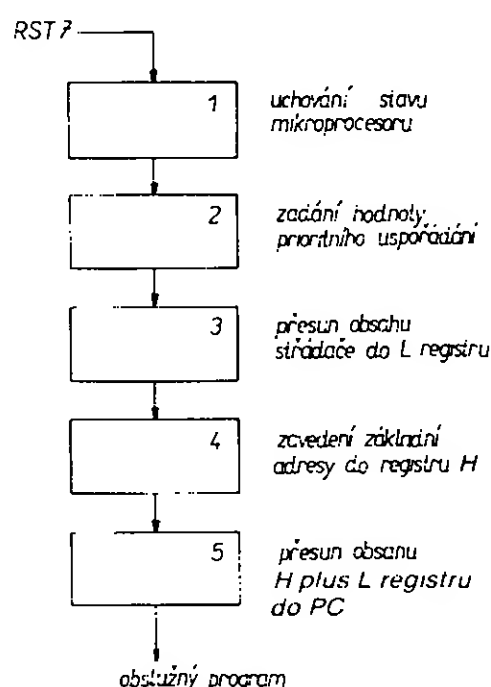 RST 7
1
uchování stavu
mikroprocesoru
2
zadání hodnoty
prioritního uspořádání
3
přesun obsahu
střádače do L registru
4
zavedení základní
adresy do registru H
5
přesun obsahu
H plus L registru
do PC
obslužný program